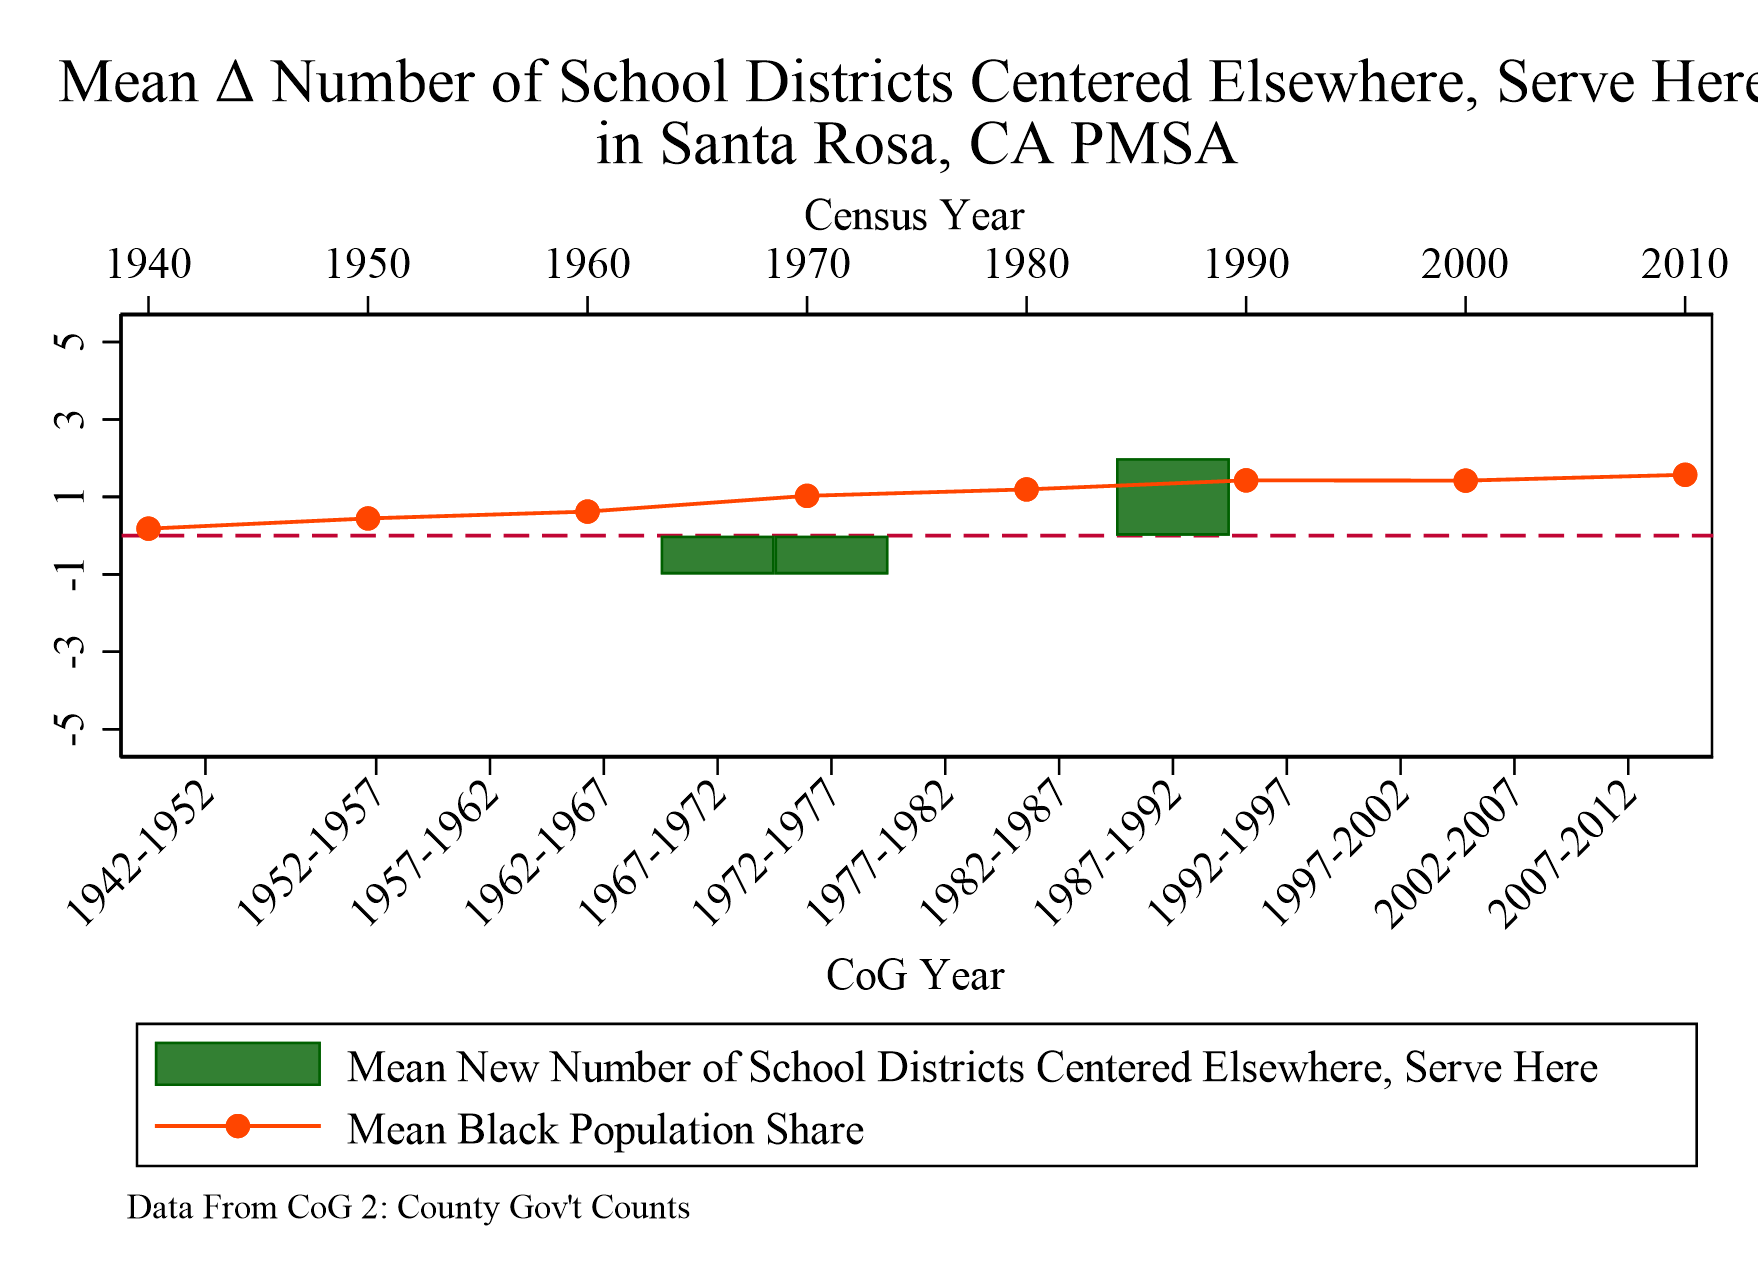 Mean Δ Number of School Districts Centered Elsewhere, Serve Here
in Santa Rosa, CA PMSA
Census Year
1940 1950 1960 1970 1980 1990 2000 2010
5
3
1
-1
-3
-5
1942-1952 1952-1957 1957-1962 1962-1967 1967-1972 1972-1977 1977-1982 1982-1987 1987-1992 1992-1997 1997-2002 2002-2007 2007-2012
CoG Year
Mean New Number of School Districts Centered Elsewhere, Serve Here
Mean Black Population Share
Data From CoG 2: County Gov't Counts